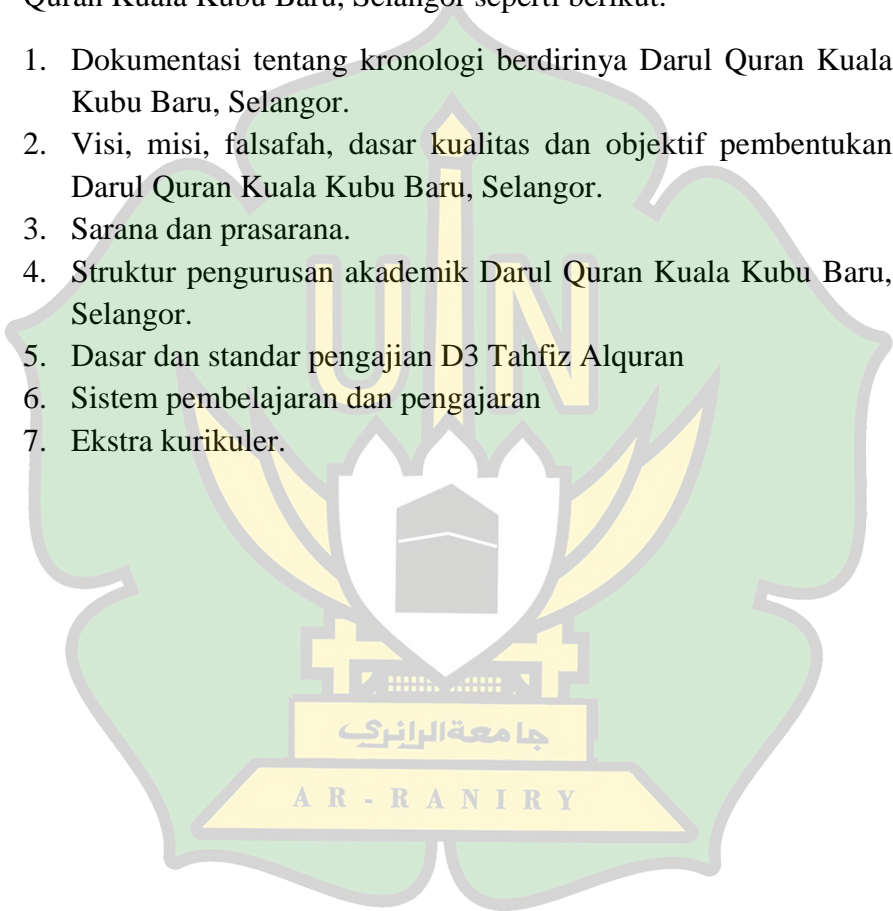 Quran Kuala Kubu Baru, Selangor seperti berikut:
1. Dokumentasi tentang kronologi berdirinya Darul Quran Kuala
Kubu Baru, Selangor.
2. Visi, misi, falsafah, dasar kualitas dan objektif pembentukan
Darul Quran Kuala Kubu Baru, Selangor.
3. Sarana dan prasarana.
4. Struktur pengurusan akademik Darul Quran Kuala Kubu Baru,
Selangor.
5. Dasar dan standar pengajian D3 Tahfiz Alquran
6. Sistem pembelajaran dan pengajaran
7. Ekstra kurikuler.
UIN
جامعةالرانري
AR-RANIRY